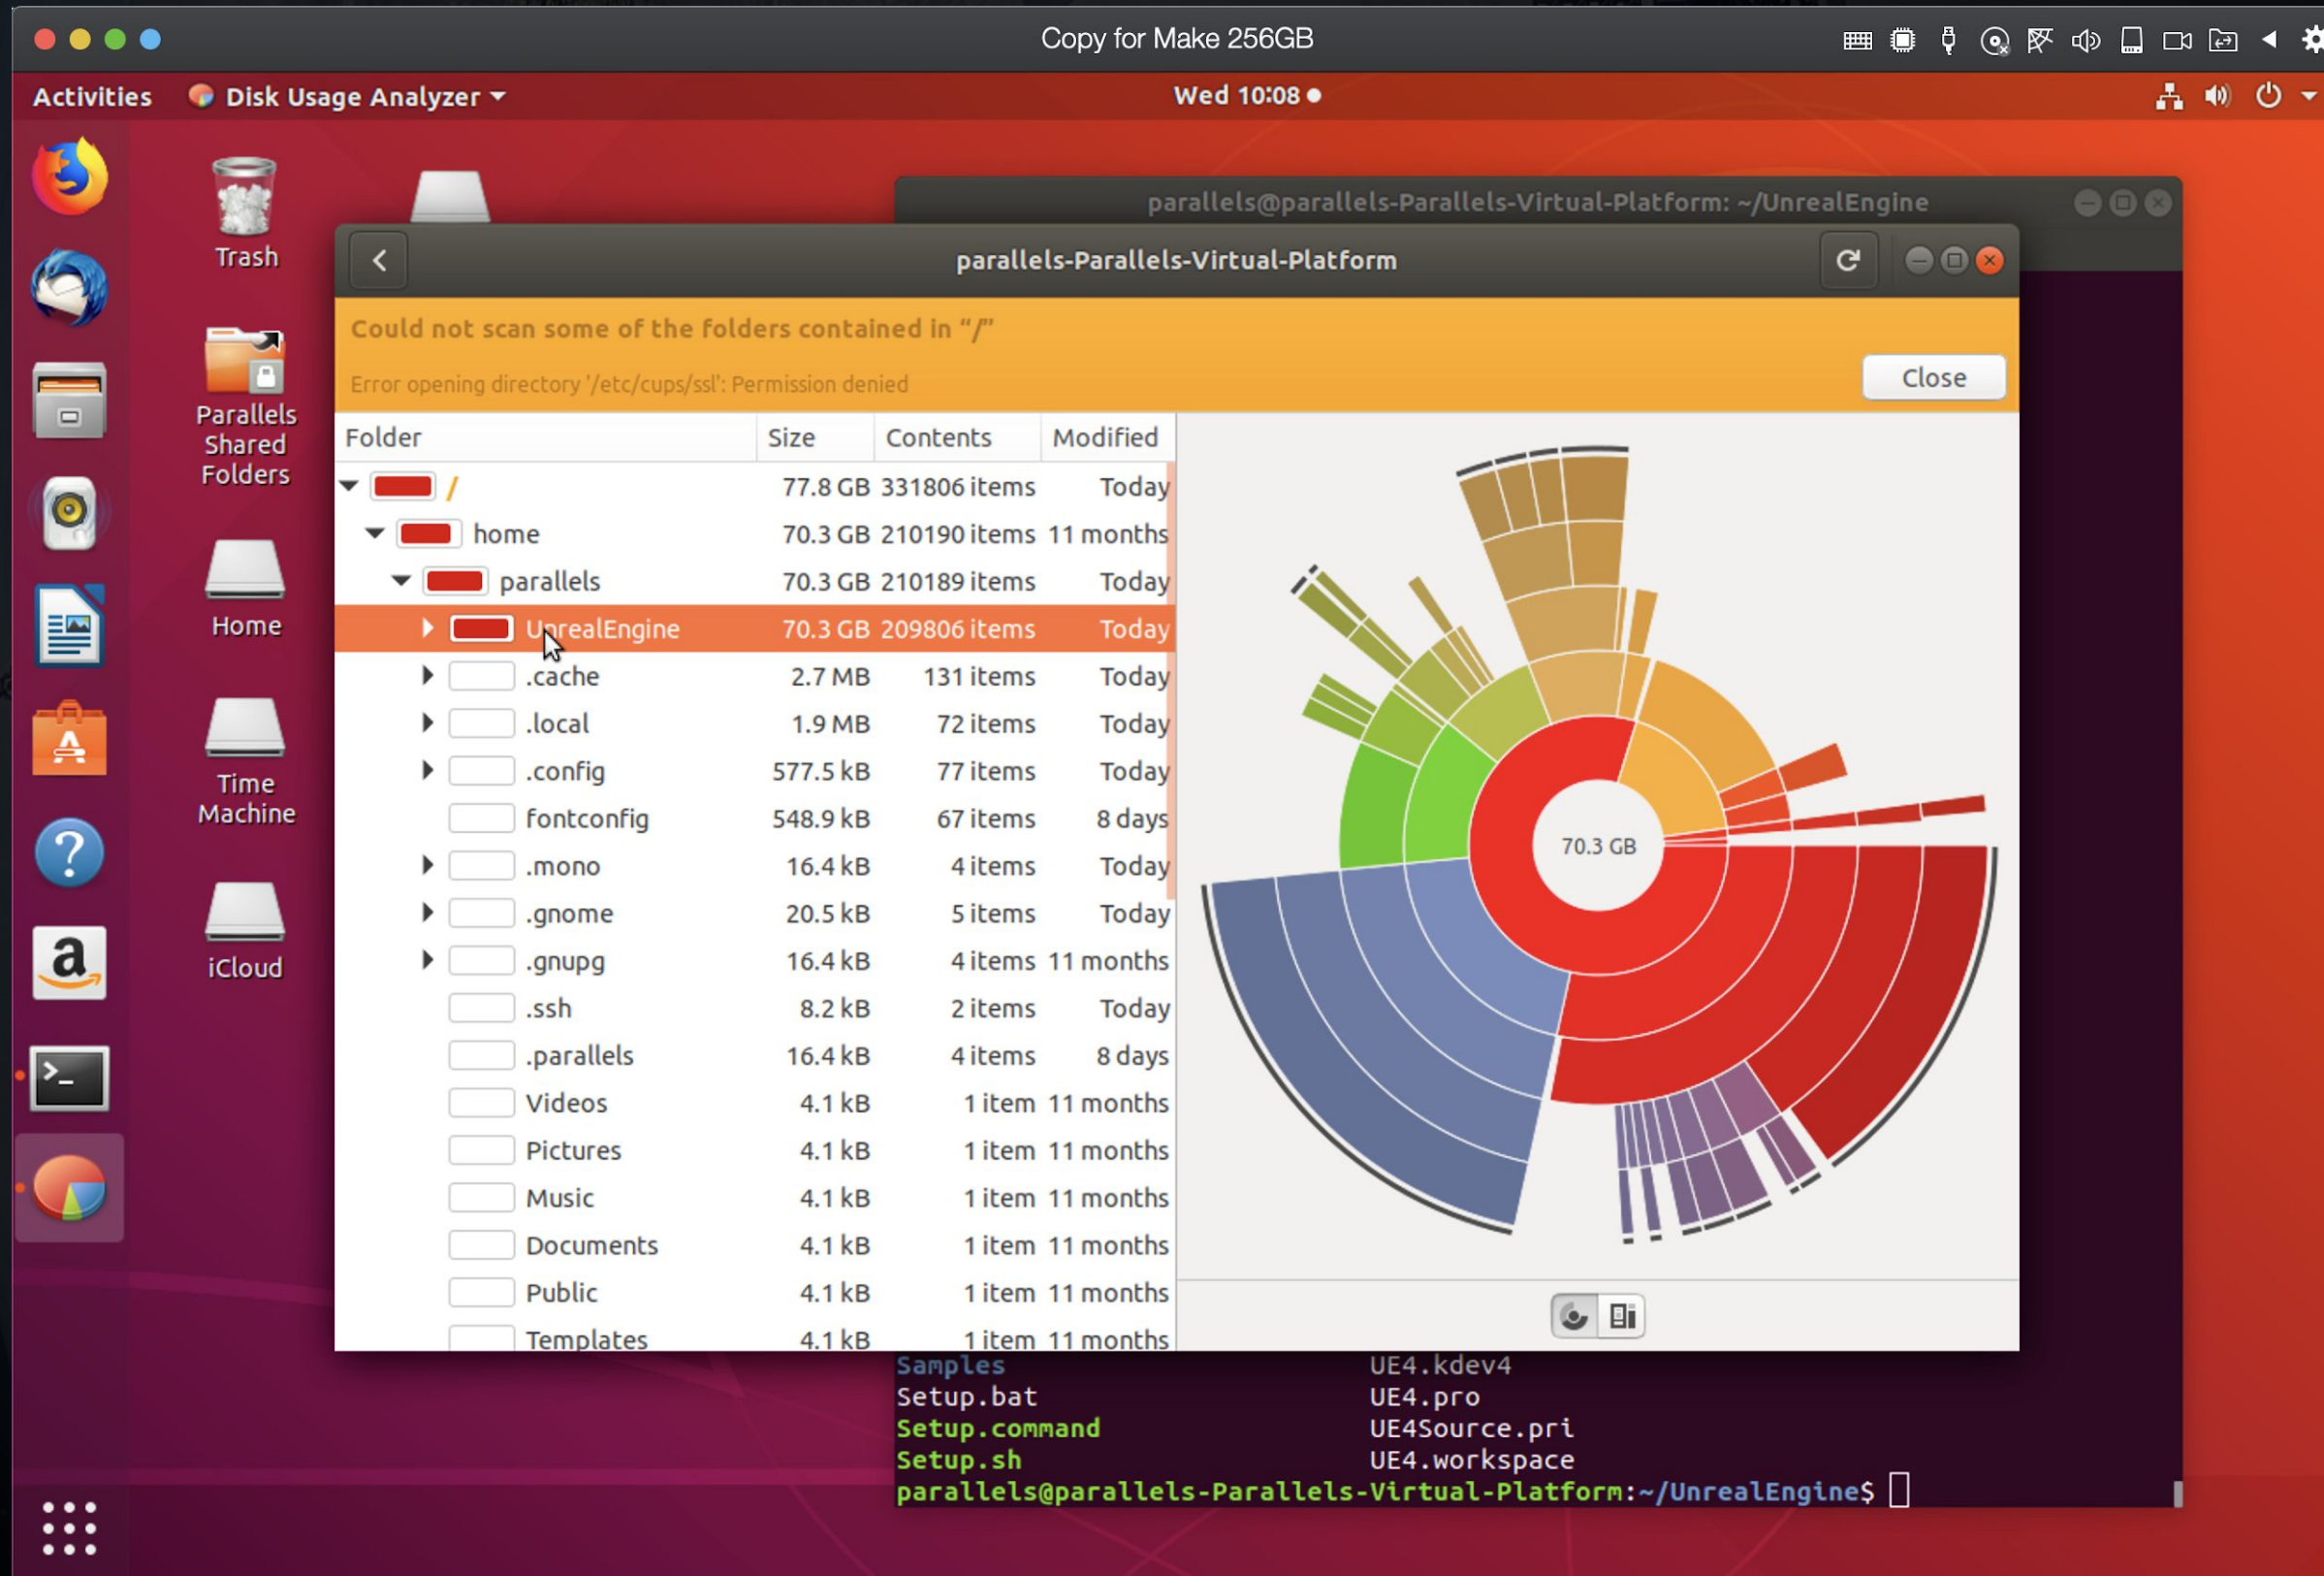 Copy for Make 256GB
Activities Disk Usage Analyzer Wed 10:08
Trash
Parallels
Shared
Folders
Home
Time
Machine
iCloud
parallels@parallels-Parallels-Virtual-Platform: ~/UnrealEngine
parallels-Parallels-Virtual-Platform
Could not scan some of the folders contained in “/”
Error opening directory '/etc/cups/ssl': Permission denied
Close
Folder Size Contents Modified
/ 77.8 GB 331806 items Today
home 70.3 GB 210190 items 11 months
parallels 70.3 GB 210189 items Today
UnrealEngine 70.3 GB 209806 items Today
.cache 2.7 MB 131 items Today
.local 1.9 MB 72 items Today
.config 577.5 kB 77 items Today
fontconfig 548.9 kB 67 items 8 days
.mono 16.4 kB 4 items Today
.gnome 20.5 kB 5 items Today
.gnupg 16.4 kB 4 items 11 months
.ssh 8.2 kB 2 items Today
.parallels 16.4 kB 4 items 8 days
Videos 4.1 kB 1 item 11 months
Pictures 4.1 kB 1 item 11 months
Music 4.1 kB 1 item 11 months
Documents 4.1 kB 1 item 11 months
Public 4.1 kB 1 item 11 months
Templates 4.1 kB 1 item 11 months
70.3 GB
Samples UE4.kdev4
Setup.bat UE4.pro
Setup.command UE4Source.pri
Setup.sh UE4.workspace
parallels@parallels-Parallels-Virtual-Platform:~/UnrealEngine$